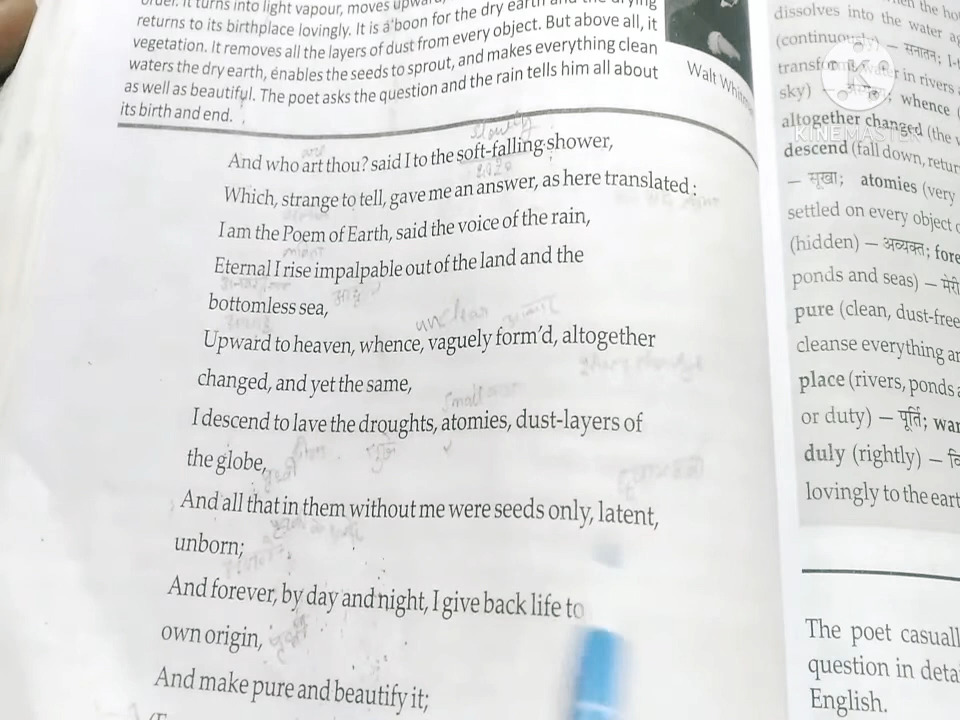 order. It turns into light vapour, moves upward,
returns to its birthplace lovingly. It is a boon for the dry earth and the drying
vegetation. It removes all the layers of dust from every object. But above all, it
waters the dry earth, enables the seeds to sprout, and makes everything clean
as well as beautiful. The poet asks the question and the rain tells him all about
its birth and end.
Walt Whitm
slowly
are
And who art thou? said I to the soft-falling shower,
Which, strange to tell, gave me an answer, as here translated :
I am the Poem of Earth, said the voice of the rain,
Eternal I rise impalpable out of the land and the
bottomless sea,
unclear
Upward to heaven, whence, vaguely form'd, altogether
changed, and yet the same,
small
I descend to lave the droughts, atomies, dust-layers of
the globe,
And all that in them without me were seeds only, latent,
unborn;
And forever, by day and night, I give back life to
own origin,
And make pure and beautify it;
dissolves into the water
(continuously) – सनातन;
transform water in rivers
sky) – whence
altogether changed (the
descend (fall down,
– सूखा; atomies (very
settled on every object
(hidden) – अव्यक्त; fore
ponds and seas) – मेरी
pure (clean, dust-free
cleanse everything
place (rivers, ponds
or duty) – पूर्ति; war
duly (rightly) –
lovingly to the eart
K
KINEMASTER
The poet casuall
question in deta
English.